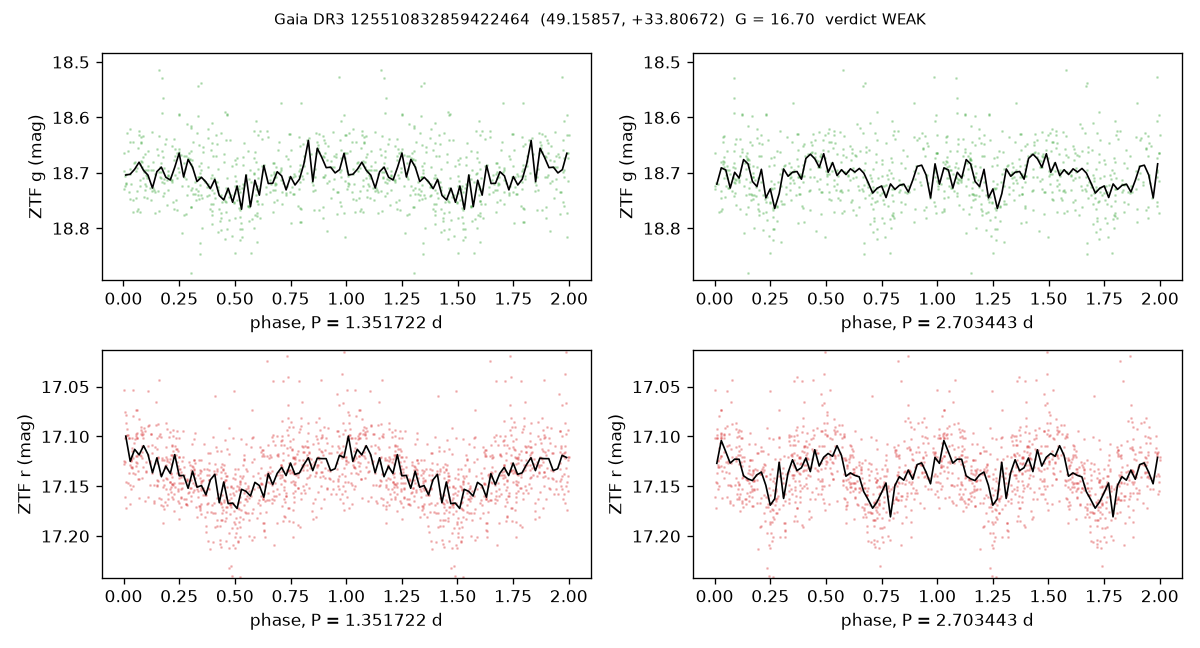 Gaia DR3 125510832859422464  (49.15857, +33.80672)  G = 16.70  verdict WEAK
18.5
18.6
18.7
18.8
ZTF g (mag)
0.00 0.25 0.50 0.75 1.00 1.25 1.50 1.75 2.00
phase, P = 1.351722 d
18.5
18.6
18.7
18.8
ZTF g (mag)
0.00 0.25 0.50 0.75 1.00 1.25 1.50 1.75 2.00
phase, P = 2.703443 d
17.05
17.10
17.15
17.20
ZTF r (mag)
0.00 0.25 0.50 0.75 1.00 1.25 1.50 1.75 2.00
phase, P = 1.351722 d
17.05
17.10
17.15
17.20
ZTF r (mag)
0.00 0.25 0.50 0.75 1.00 1.25 1.50 1.75 2.00
phase, P = 2.703443 d